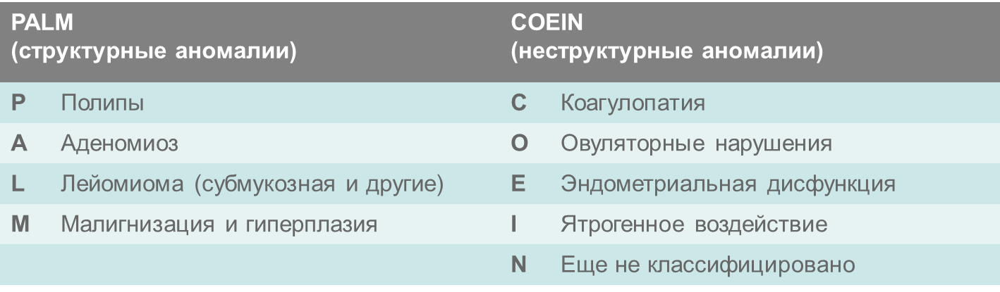 PALM
(структурные аномалии)
COEIN
(неструктурные аномалии)
P Полипы C Коагулопатия
A Аденомиоз O Овуляторные нарушения
L Лейомиома (субмукозная и другие) E Эндометриальная дисфункция
M Малигнизация и гиперплазия I Ятрогенное воздействие
N Еще не классифицировано